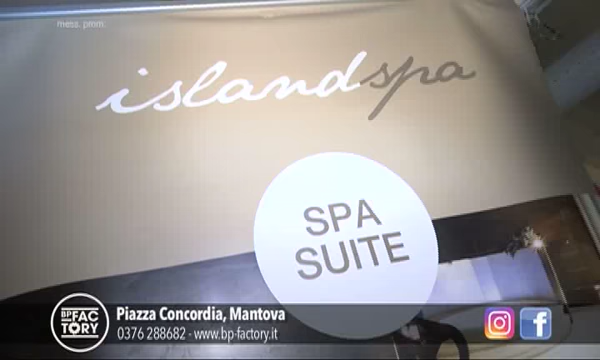 mess. prom.
islandspa
SPA
SUITE
BP FAC
TORY
Piazza Concordia, Mantova
0376 288682 - www.bp-factory.it